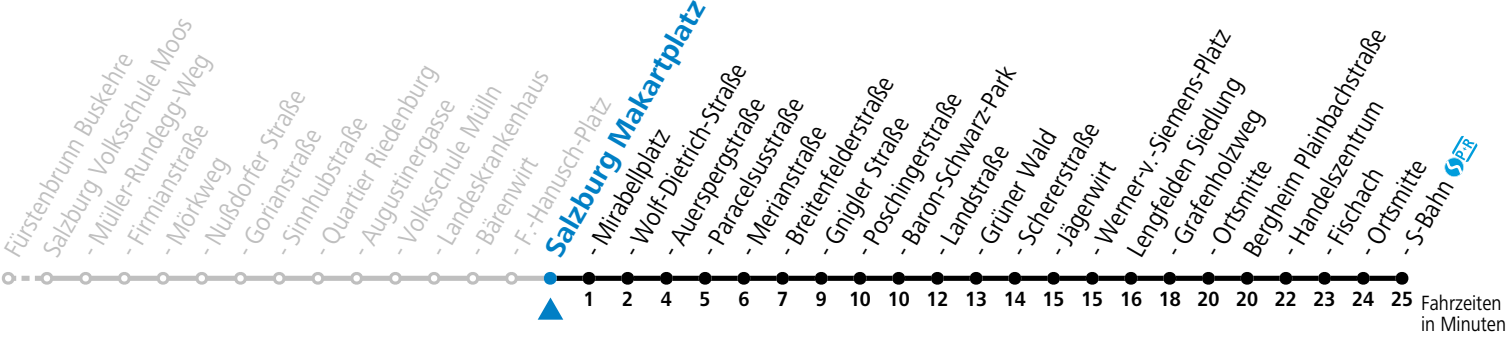 Fürstenbrunn Buskehre
Salzburg Volksschule Moos
- Müller-Rundegg-Weg
- Firmianstraße
- Mörkweg
- Nußdorfer Straße
- Gorianstraße
- Sinnhubstraße
- Quartier Riedenburg
- Augustinergasse
- Volksschule Mülln
- Landeskrankenhaus
- Bärenwirt
- F.-Hanusch-Platz
Salzburg Makartplatz
- Mirabellplatz
- Wolf-Dietrich-Straße
- Auerspergstraße
- Paracelsusstraße
- Merianstraße
- Breitenfelderstraße
- Gnigler Straße
- Poschingerstraße
- Baron-Schwarz-Park
- Landstraße
- Grüner Wald
- Schererstraße
- Jägerwirt
- Werner-v.-Siemens-Platz
Lengfelden Siedlung
- Grafenholzweg
- Ortsmitte
Bergheim Plainbachstraße
- Handelszentrum
- Fischach
- Ortsmitte
- S-Bahn S P-R
1 2 4 5 6 7 9 10 10 12 13 14 15 15 16 18 20 20 22 23 24 25
Fahrzeiten
in Minuten